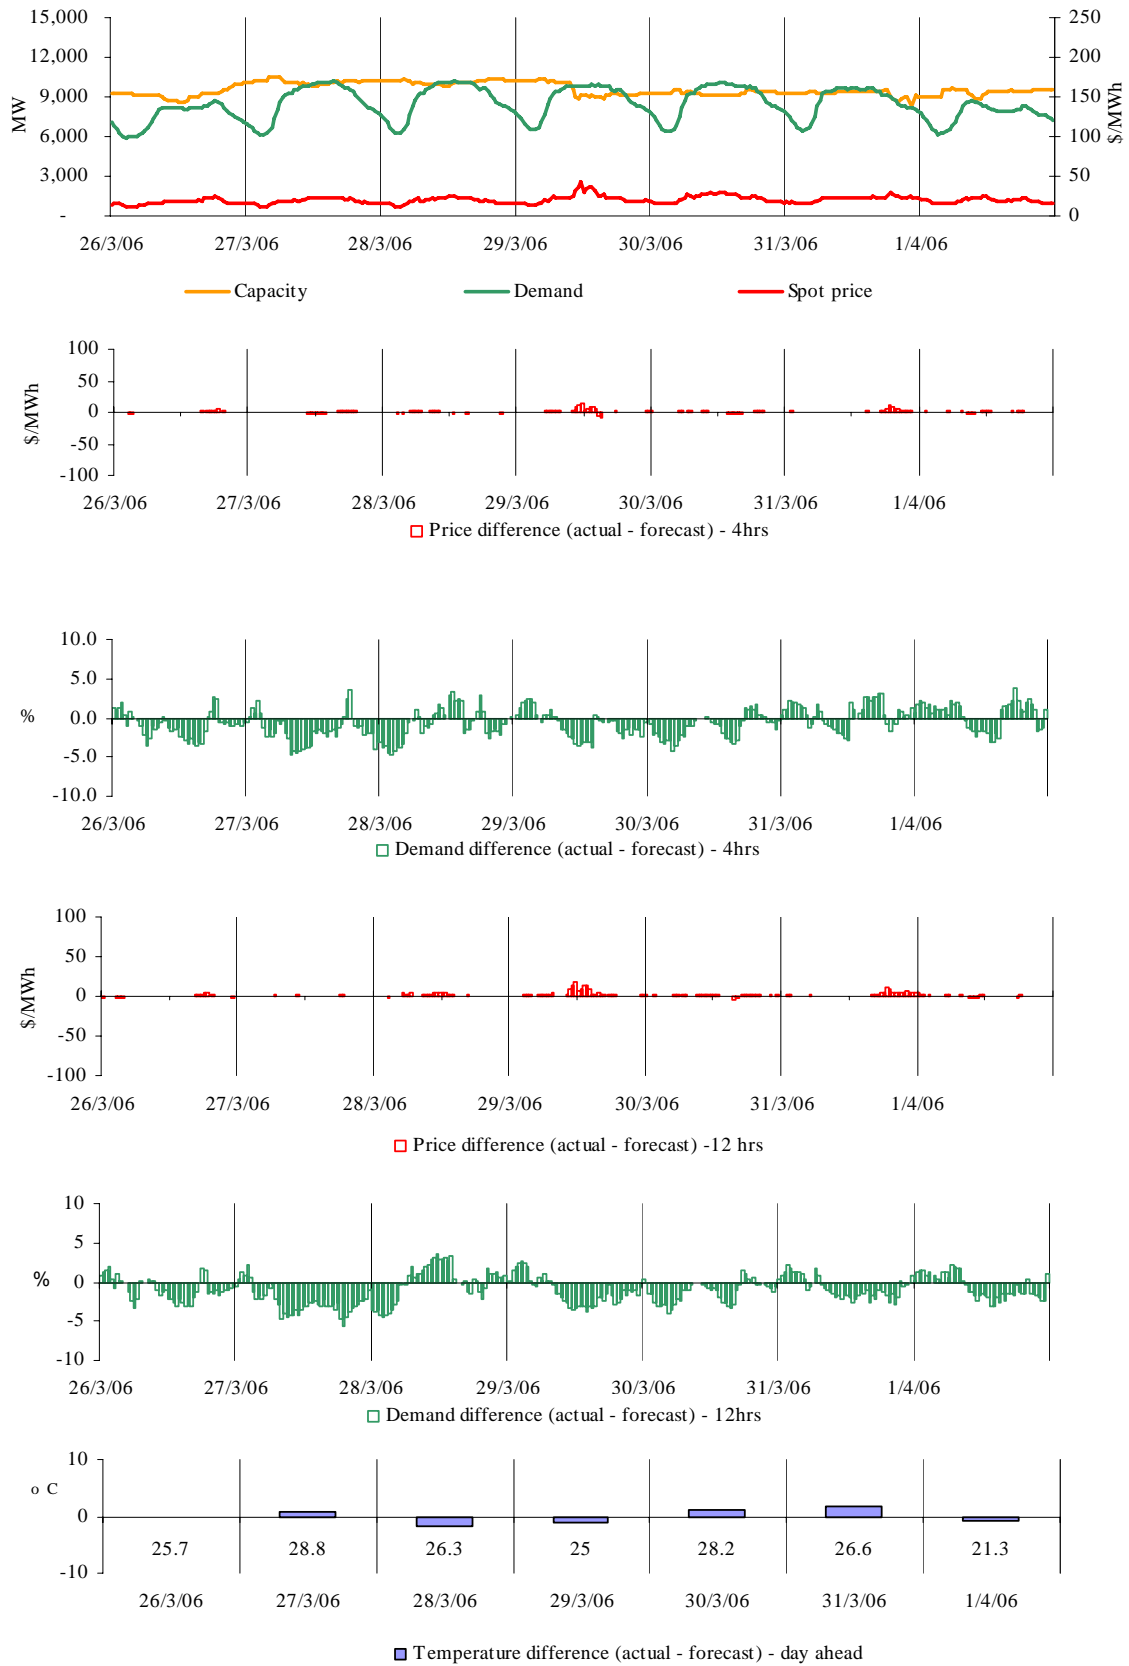 15,000
250
12,000
200
9,000
150
6,000
100
3,000
50
-
0
MW
$/MWh
26/3/06 27/3/06 28/3/06 29/3/06 30/3/06 31/3/06 1/4/06
Capacity Demand Spot price
100
50
0
-50
-100
$/MWh
26/3/06 27/3/06 28/3/06 29/3/06 30/3/06 31/3/06 1/4/06
Price difference (actual - forecast) - 4hrs
10.0
5.0
0.0
-5.0
-10.0
%
26/3/06 27/3/06 28/3/06 29/3/06 30/3/06 31/3/06 1/4/06
Demand difference (actual - forecast) - 4hrs
100
50
0
-50
-100
$/MWh
26/3/06 27/3/06 28/3/06 29/3/06 30/3/06 31/3/06 1/4/06
Price difference (actual - forecast) -12 hrs
10
5
0
-5
-10
%
26/3/06 27/3/06 28/3/06 29/3/06 30/3/06 31/3/06 1/4/06
Demand difference (actual - forecast) - 12hrs
10
o C
0
-10
25.7 28.8 26.3 25 28.2 26.6 21.3
26/3/06 27/3/06 28/3/06 29/3/06 30/3/06 31/3/06 1/4/06
Temperature difference (actual - forecast) - day ahead